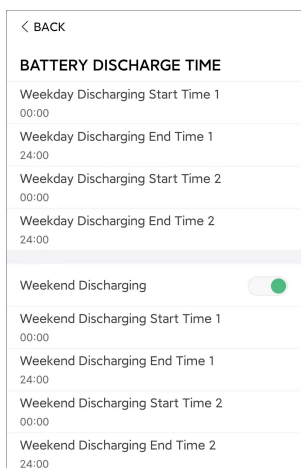 < BACK
BATTERY DISCHARGE TIME
Weekday Discharging Start Time 1
00:00
Weekday Discharging End Time 1
24:00
Weekday Discharging Start Time 2
00:00
Weekday Discharging End Time 2
24:00
Weekend Discharging
Weekend Discharging Start Time 1
00:00
Weekend Discharging End Time 1
24:00
Weekend Discharging Start Time 2
00:00
Weekend Discharging End Time 2
24:00